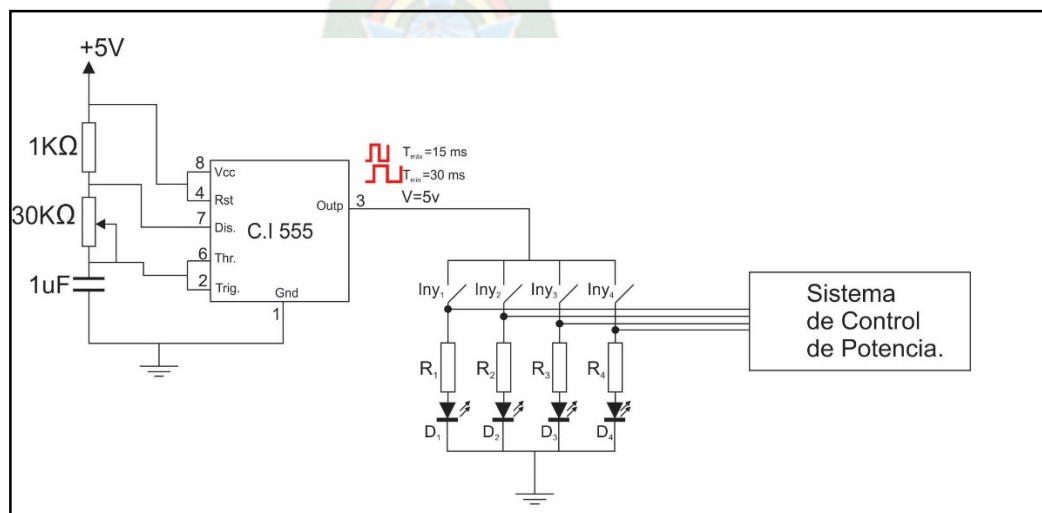 +5V
1KΩ
30KΩ
1uF
8
Vcc
4
Rst
7
Dis.
6
Thr.
2
Trig.
C.I 555
Outp
3
Gnd
1
Tmáx=15 ms
Tmin=30 ms
V=5v
Iny1
Iny2
Iny3
Iny4
R1
R2
R3
R4
D1
D2
D3
D4
Sistema
de Control
de Potencia.